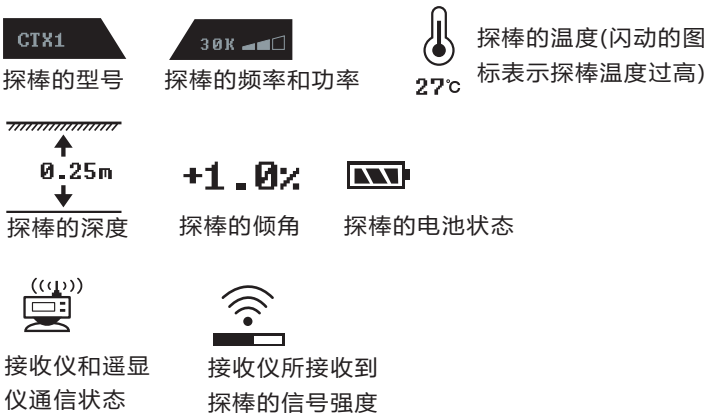 CTX1
30K
探棒的型号
探棒的频率和功率
27℃
探棒的温度(闪动的图
标表示探棒温度过高)
0.25m
+1.0%
探棒的深度
探棒的倾角
探棒的电池状态
接收仪和遥显
仪通信状态
接收仪所接收到
探棒的信号强度